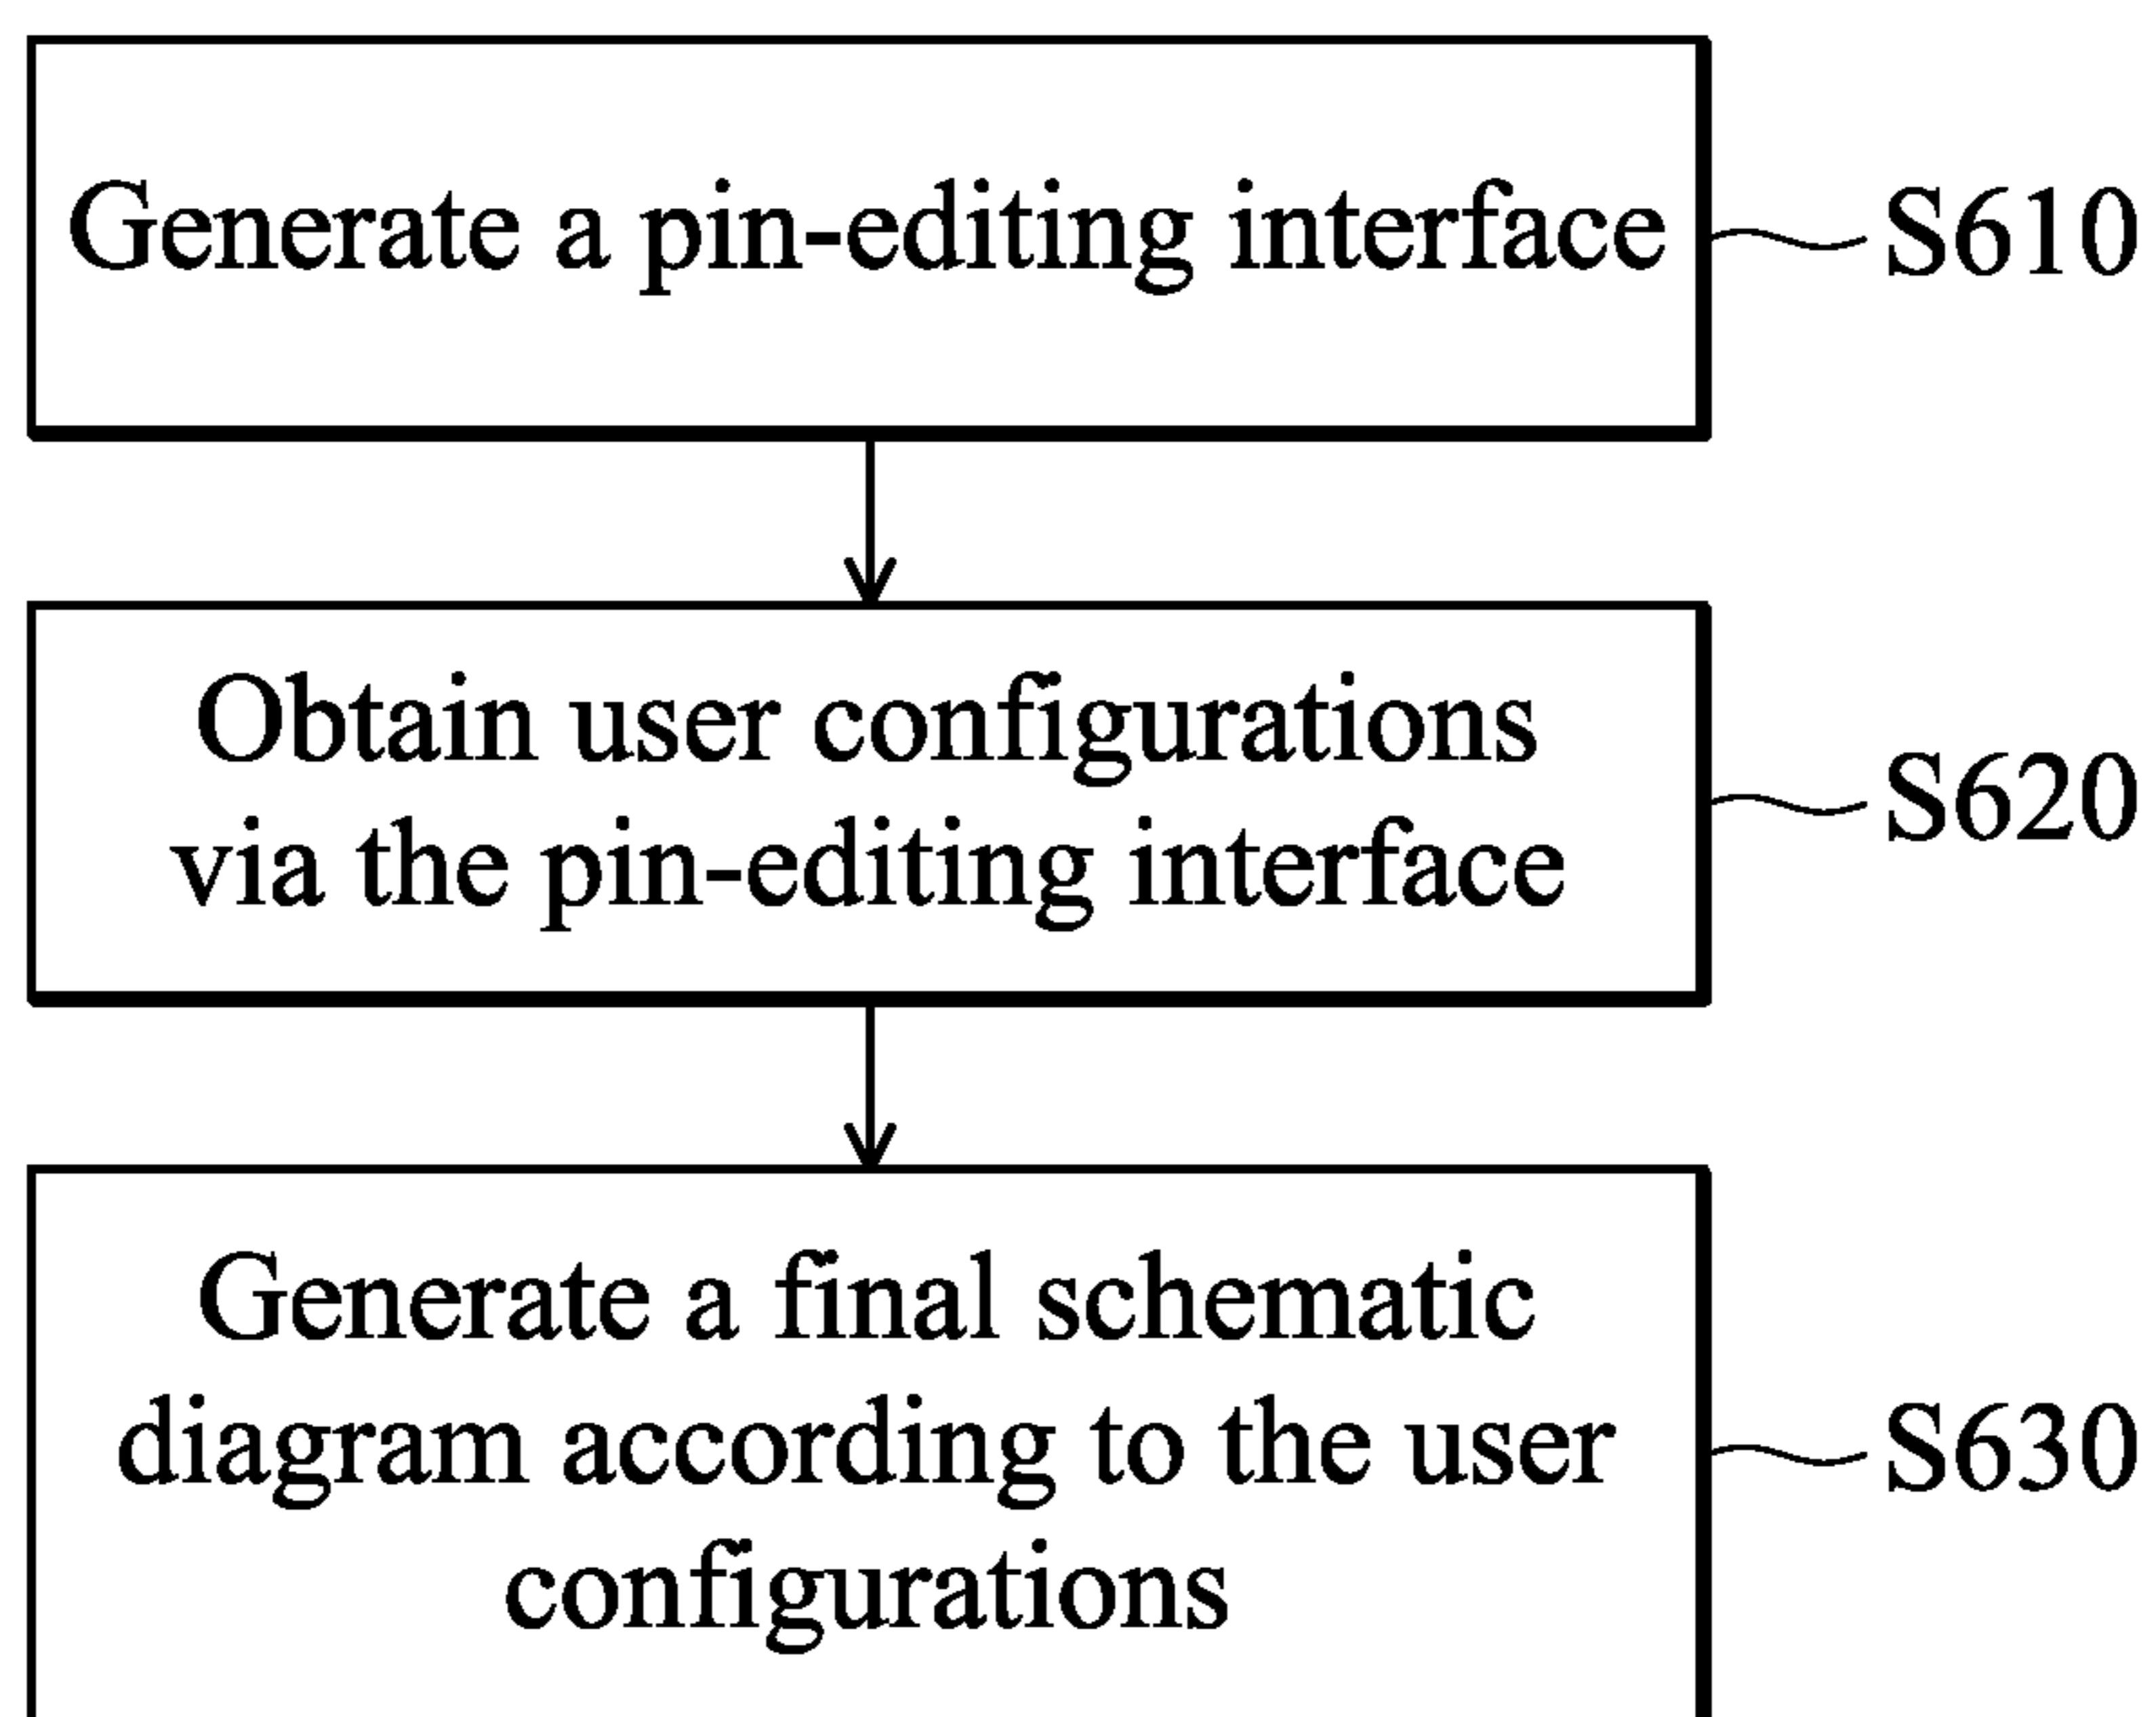 Generate a pin-editing interface
S610
Obtain user configurations
via the pin-editing interface
S620
Generate a final schematic
diagram according to the user
configurations
S630